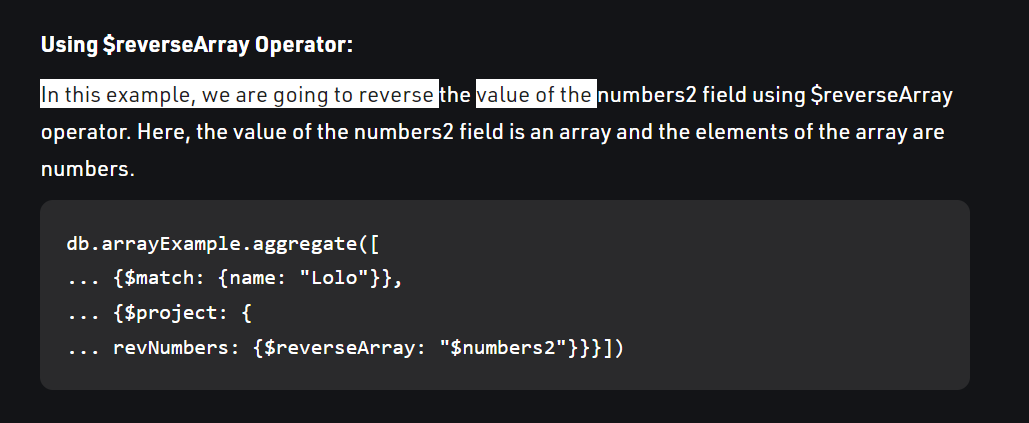 Using $reverseArray Operator:
In this example, we are going to reverse the value of the numbers2 field using $reverseArray
operator. Here, the value of the numbers2 field is an array and the elements of the array are
numbers.
db.arrayExample.aggregate([
... {$match: {name: "Lolo"}},
... {$project: {
... revNumbers: {$reverseArray: "$numbers2"}}}])